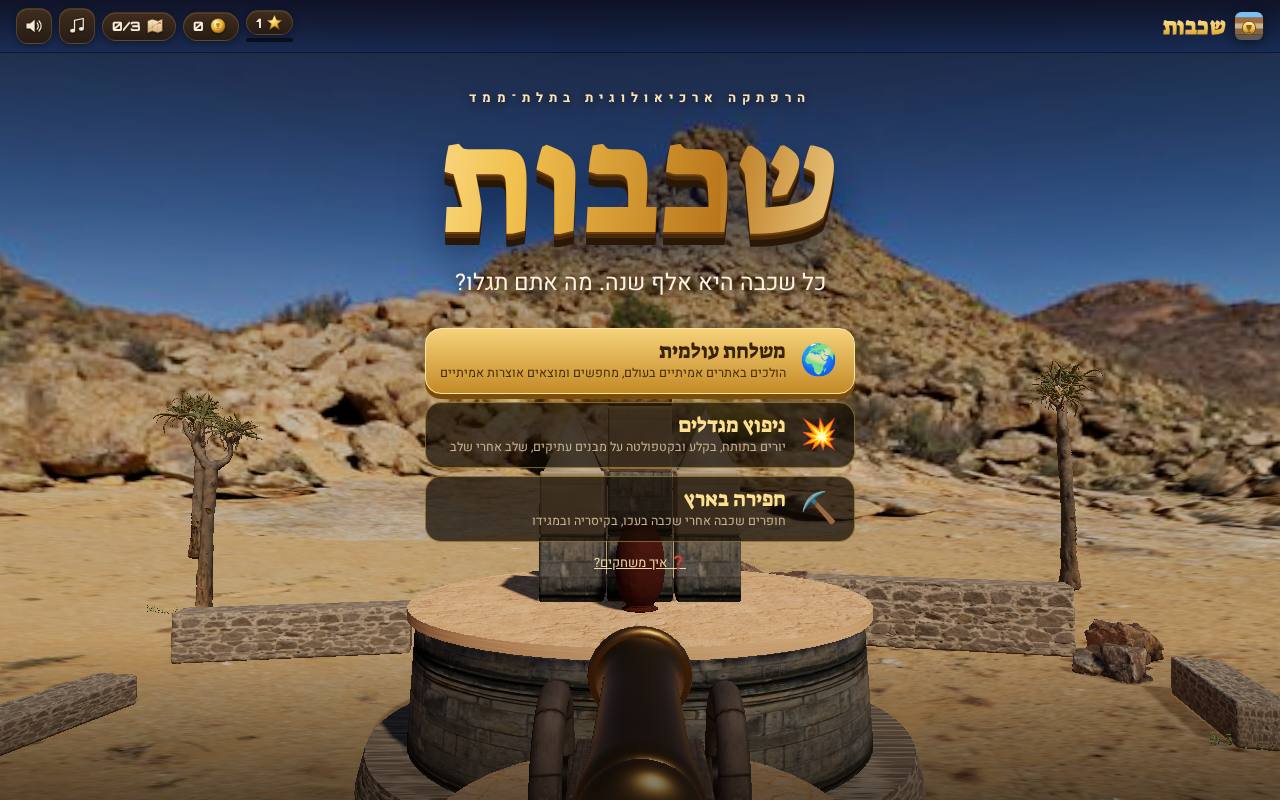 שכבות
1
0
0/3
הרפתקה ארכיאולוגית בתלת־ממד
שכבות
כל שכבה היא אלף שנה. מה אתם תגלו?
משלחת עולמית
הולכים באתרים אמיתיים בעולם, מחפשים ומוצאים אוצרות אמיתיים
ניפוץ מגדלים
יורים בתותח, בקלע ובקטפולטה על מבנים עתיקים, שלב אחרי שלב
חפירה בארץ
חופרים שכבה אחרי שכבה בעכו, בקיסריה ובמגידו
❓ איך משחקים?